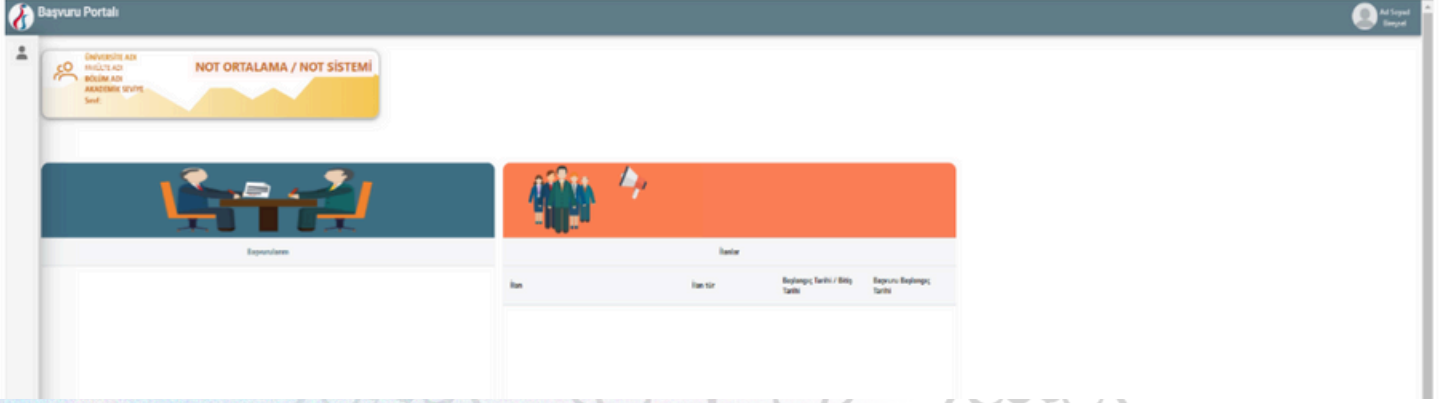 Başvuru Portalı
Ad Soyad
Bireysel
ÜNİVERSİTE ADI
FAKÜLTE ADI
BÖLÜM ADI
AKADEMİK SEVİYE
Sınıf:
NOT ORTALAMA / NOT SİSTEMİ
Başvurularım
İlanlar
İlan
İlan tür
Başlangıç Tarihi / Bitiş
Tarihi
Başvuru Başlangıç
Tarihi